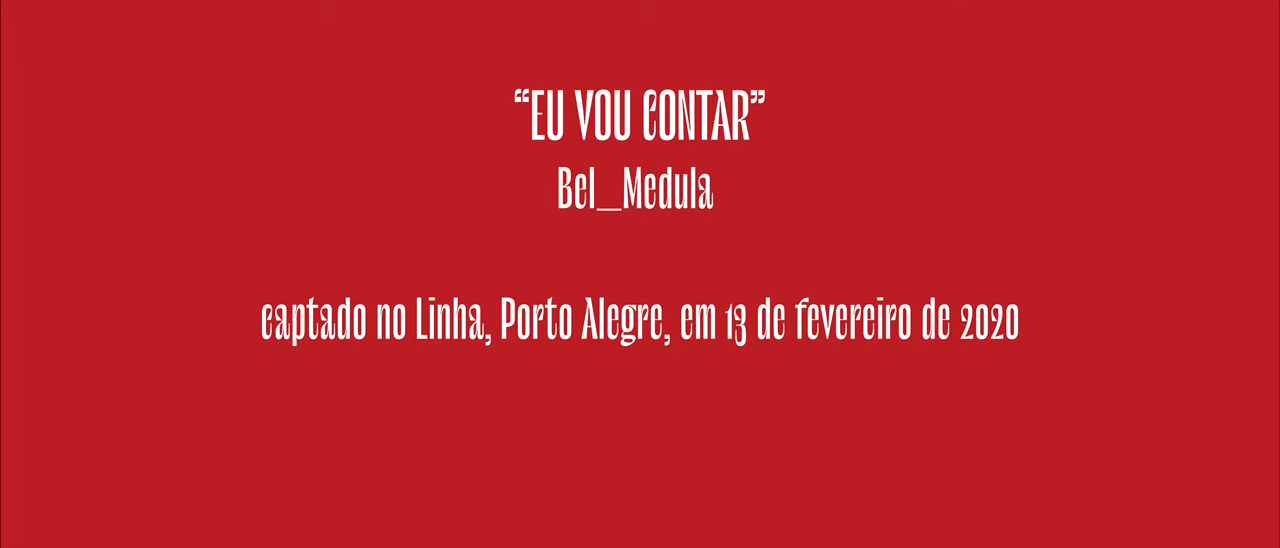 “EU VOU CONTAR”
Bel_Medula
captado no Linha, Porto Alegre, em 13 de fevereiro de 2020